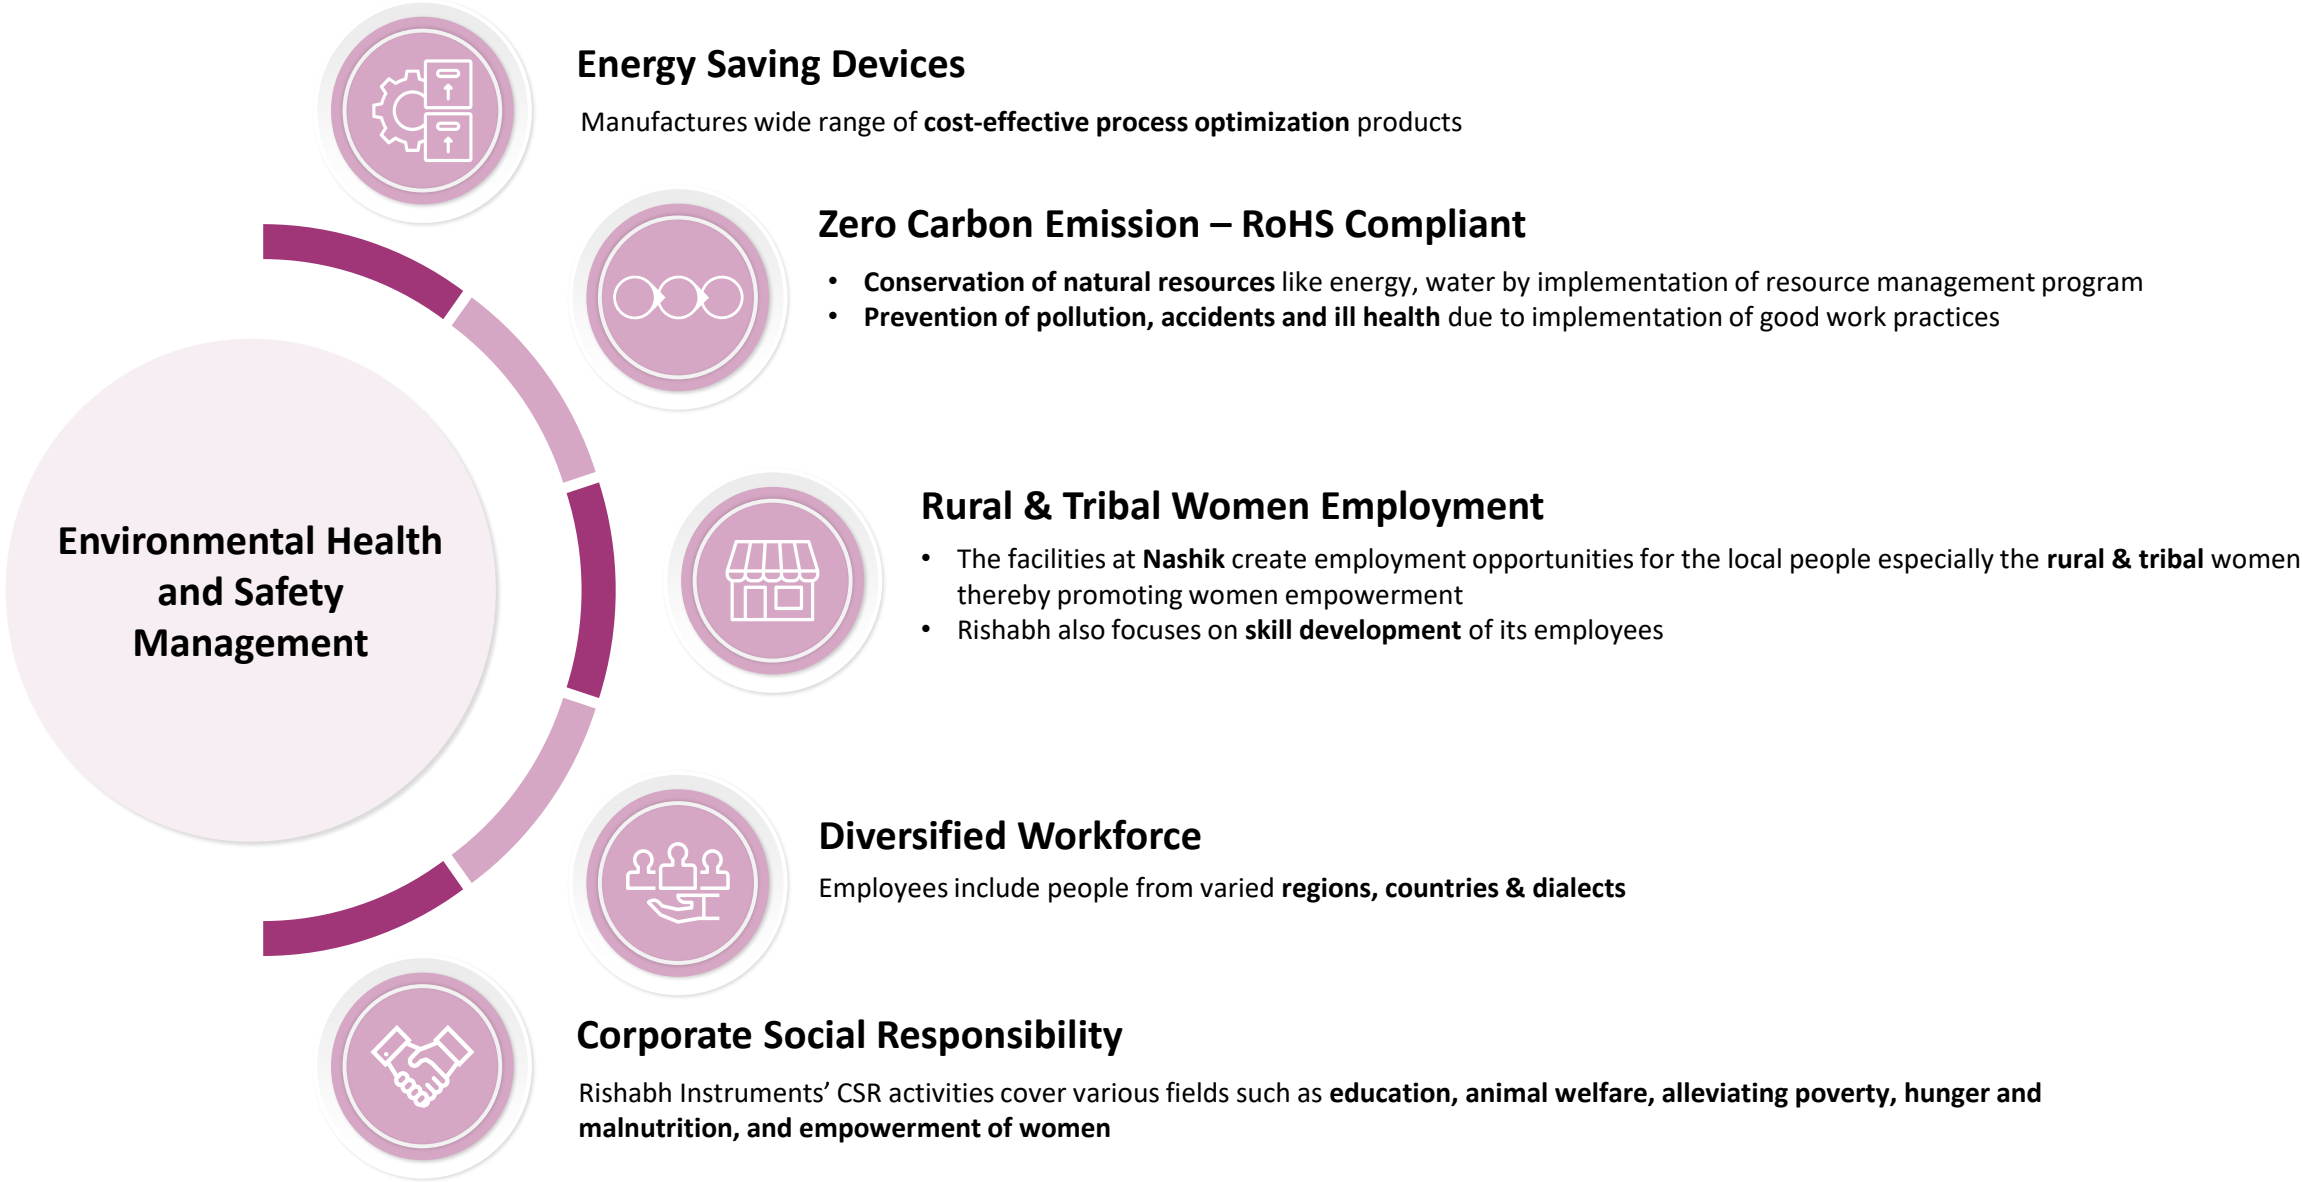 Energy Saving Devices
Manufactures wide range of cost-effective process optimization products
Zero Carbon Emission – RoHS Compliant
• Conservation of natural resources like energy, water by implementation of resource management program
• Prevention of pollution, accidents and ill health due to implementation of good work practices
Environmental Health
and Safety
Management
Rural & Tribal Women Employment
• The facilities at Nashik create employment opportunities for the local people especially the rural & tribal women
thereby promoting women empowerment
• Rishabh also focuses on skill development of its employees
Diversified Workforce
Employees include people from varied regions, countries & dialects
Corporate Social Responsibility
Rishabh Instruments’ CSR activities cover various fields such as education, animal welfare, alleviating poverty, hunger and
malnutrition, and empowerment of women